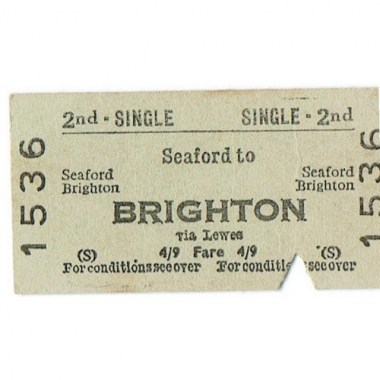 2nd - SINGLE SINGLE - 2nd
Seaford to
Seaford Seaford
Brighton Brighton
BRIGHTON
via Lewes
(S) 4/9 Fare 4/9 (S)
For conditions see over For conditi see over
1536
1536